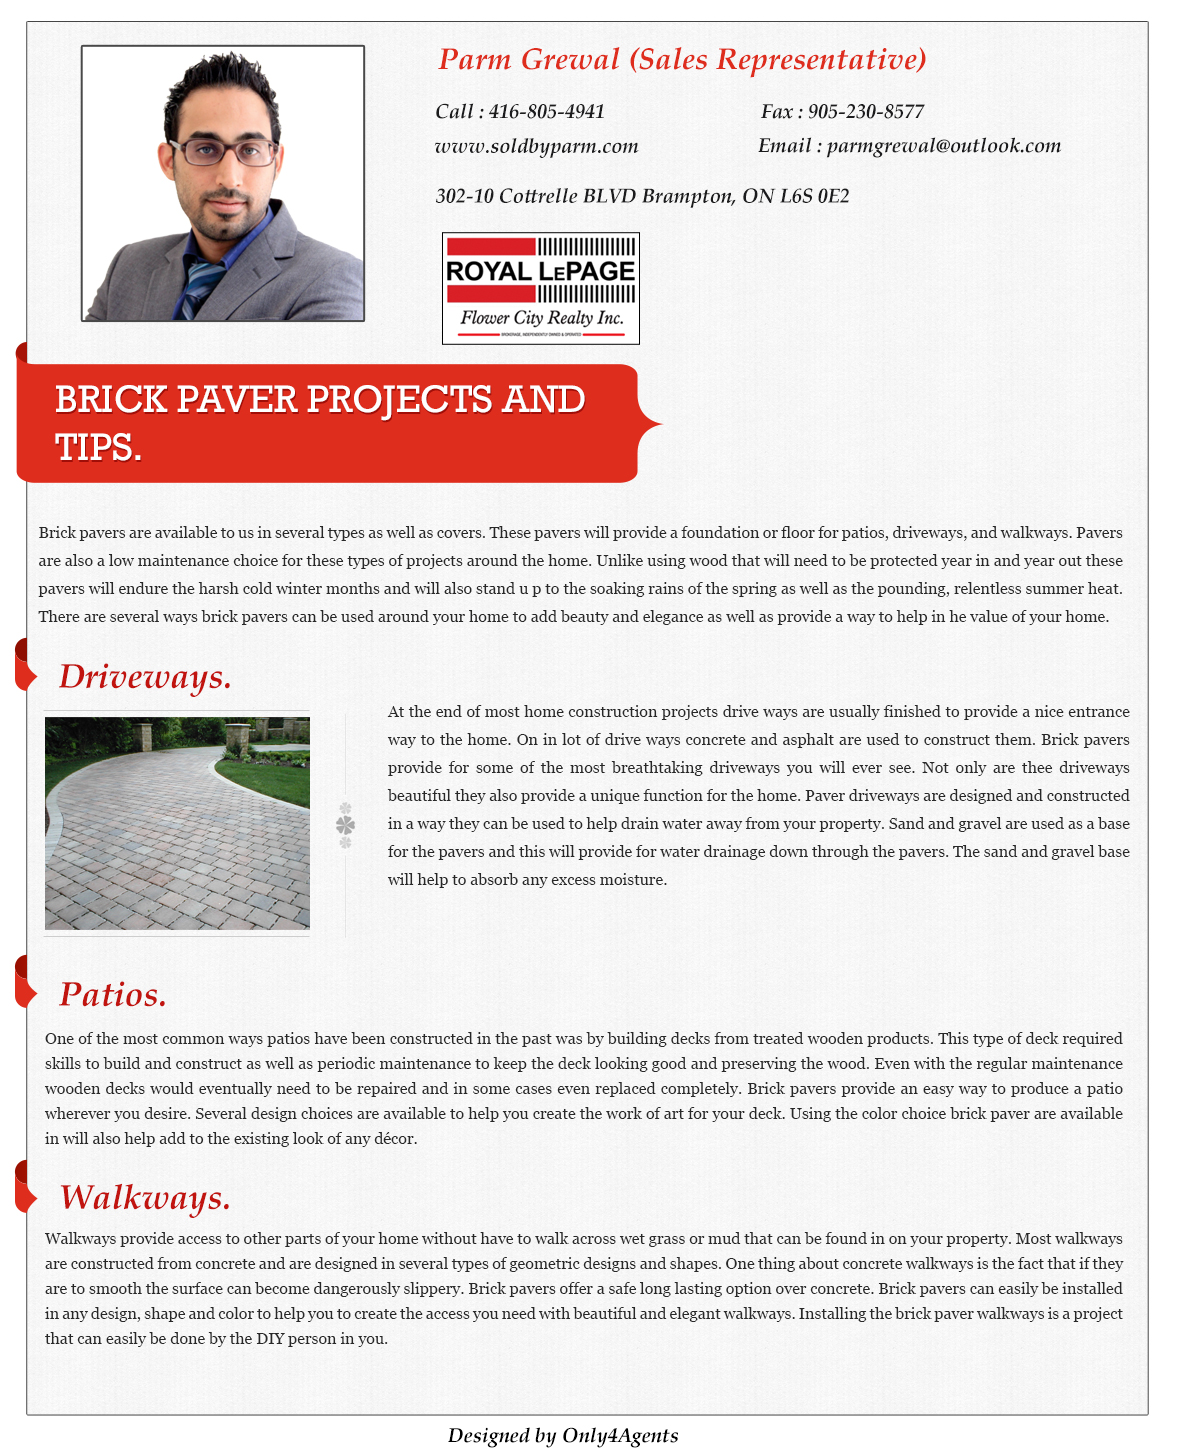 Parm Grewal (Sales Representative)
Call : 416-805-4941
Fax : 905-230-8577
www.soldbyparm.com
Email : parmgrewal@outlook.com
302-10 Cottrelle BLVD Brampton, ON L6S 0E2
ROYAL LEPAGE
Flower City Realty Inc.
BROKERAGE, INDEPENDENTLY OWNED & OPERATED
BRICK PAVER PROJECTS AND
TIPS.
Brick pavers are available to us in several types as well as covers. These pavers will provide a foundation or floor for patios, driveways, and walkways. Pavers
are also a low maintenance choice for these types of projects around the home. Unlike using wood that will need to be protected year in and year out these
pavers will endure the harsh cold winter months and will also stand u p to the soaking rains of the spring as well as the pounding, relentless summer heat.
There are several ways brick pavers can be used around your home to add beauty and elegance as well as provide a way to help in he value of your home.
Driveways.
At the end of most home construction projects drive ways are usually finished to provide a nice entrance
way to the home. On in lot of drive ways concrete and asphalt are used to construct them. Brick pavers
provide for some of the most breathtaking driveways you will ever see. Not only are thee driveways
beautiful they also provide a unique function for the home. Paver driveways are designed and constructed
in a way they can be used to help drain water away from your property. Sand and gravel are used as a base
for the pavers and this will provide for water drainage down through the pavers. The sand and gravel base
will help to absorb any excess moisture.
Patios.
One of the most common ways patios have been constructed in the past was by building decks from treated wooden products. This type of deck required
skills to build and construct as well as periodic maintenance to keep the deck looking good and preserving the wood. Even with the regular maintenance
wooden decks would eventually need to be repaired and in some cases even replaced completely. Brick pavers provide an easy way to produce a patio
wherever you desire. Several design choices are available to help you create the work of art for your deck. Using the color choice brick paver are available
in will also help add to the existing look of any décor.
Walkways.
Walkways provide access to other parts of your home without have to walk across wet grass or mud that can be found in on your property. Most walkways
are constructed from concrete and are designed in several types of geometric designs and shapes. One thing about concrete walkways is the fact that if they
are to smooth the surface can become dangerously slippery. Brick pavers offer a safe long lasting option over concrete. Brick pavers can easily be installed
in any design, shape and color to help you to create the access you need with beautiful and elegant walkways. Installing the brick paver walkways is a project
that can easily be done by the DIY person in you.
Designed by Only4Agents